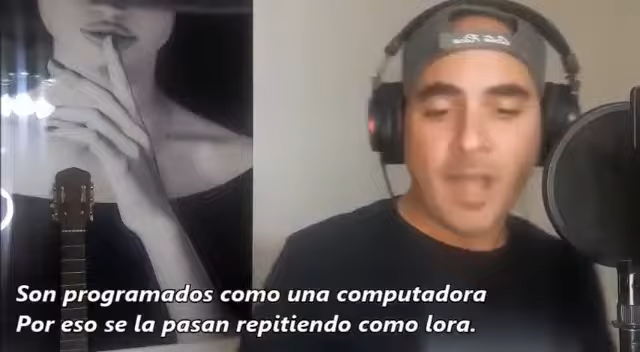 Son programados como una computadora
Por eso se la pasan repitiendo como lora.